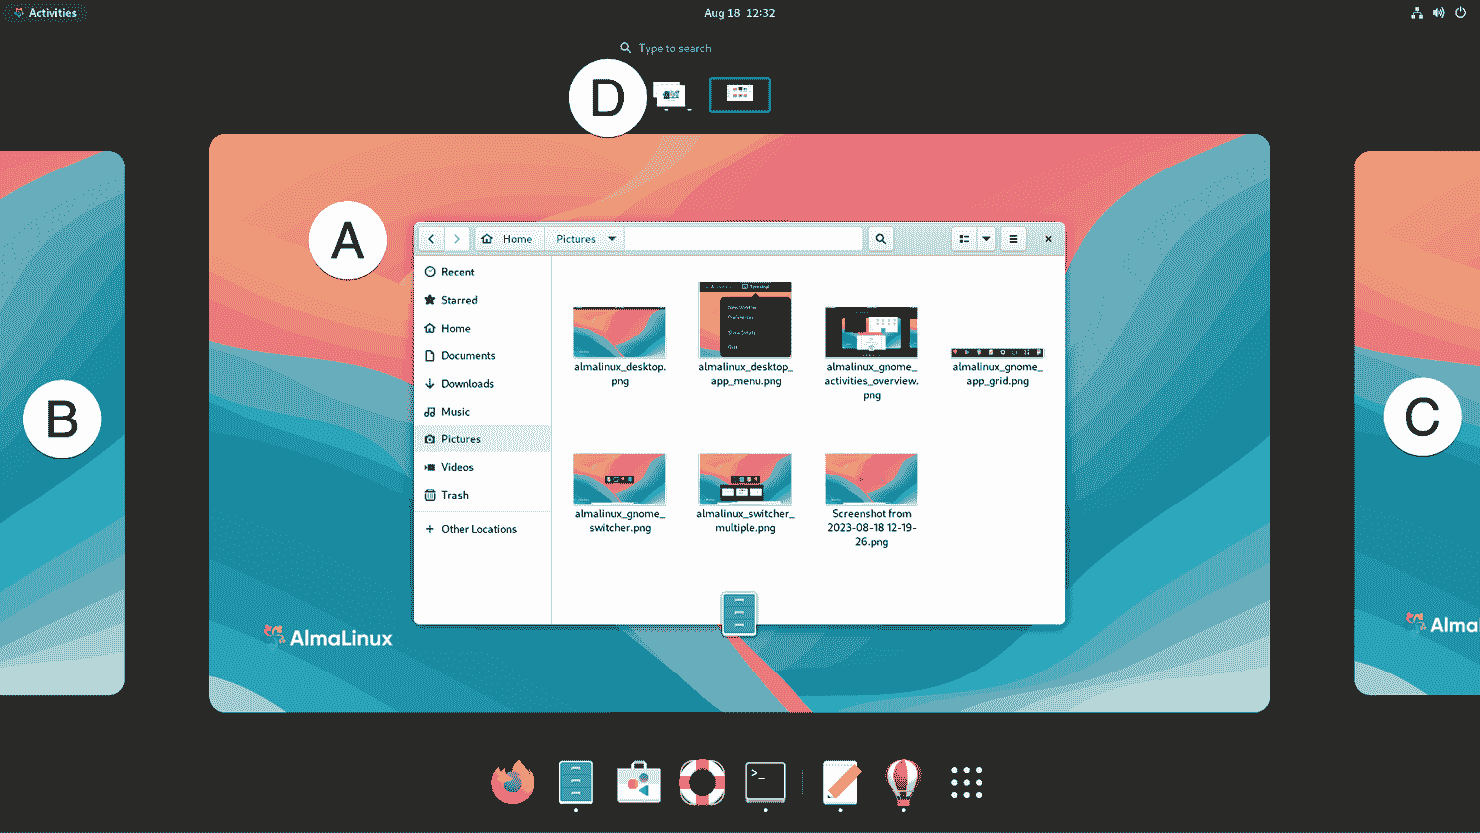 Activities
Aug 18 12:32
Type to search
D
A
Home
Pictures
Recent
Starred
Home
Documents
Downloads
Music
Pictures
Videos
Trash
+ Other Locations
almalinux_desktop.
png
almalinux_desktop_
app_menu.png
almalinux_gnome_
activities_overview.
png
almalinux_gnome_
app_grid.png
almalinux_gnome_
switcher.png
almalinux_switcher_
multiple.png
Screenshot from
2023-08-18 12-19-
26.png
B
C
AlmaLinux
Alma
>_